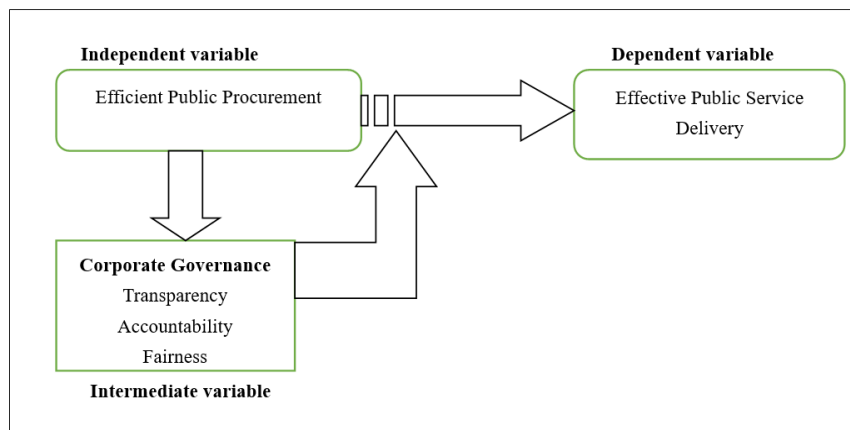 Independent variable
Efficient Public Procurement
Dependent variable
Effective Public Service
Delivery
Corporate Governance
Transparency
Accountability
Fairness
Intermediate variable